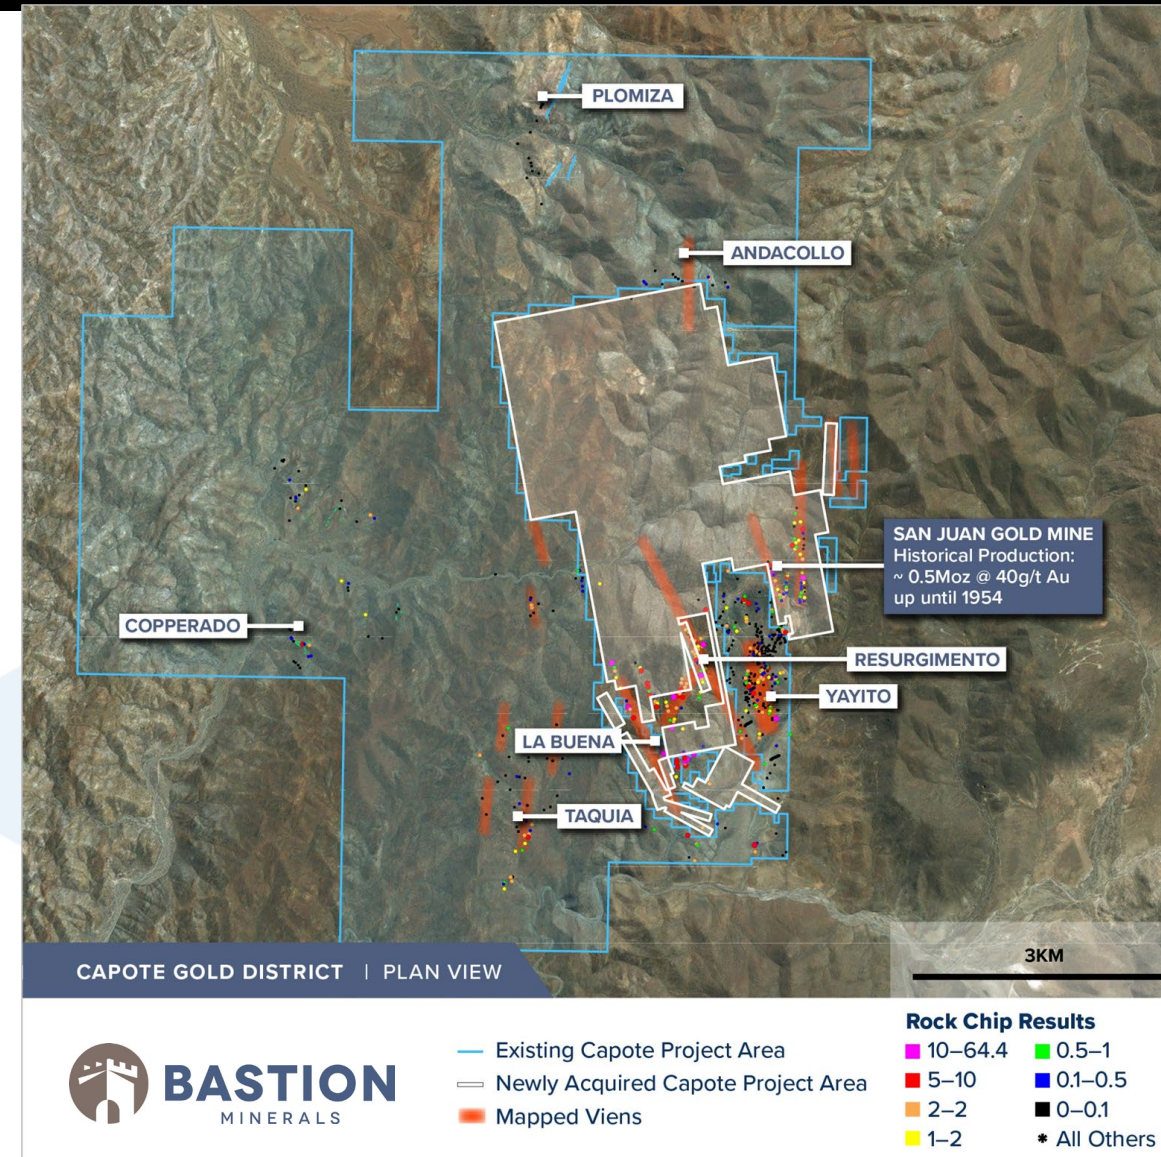 PLOMIZA
ANDACOLLO
SAN JUAN GOLD MINE
Historical Production:
~ 0.5Moz @ 40g/t Au
up until 1954
COPPERADO
RESURGIMENTO
YAYITO
LA BUENA
TAQUIA
CAPOTE GOLD DISTRICT | PLAN VIEW
3KM
BASTION
MINERALS
Existing Capote Project Area
Newly Acquired Capote Project Area
Mapped Viens
Rock Chip Results
10–64.4
5–10
2–2
1–2
0.5–1
0.1–0.5
0–0.1
All Others